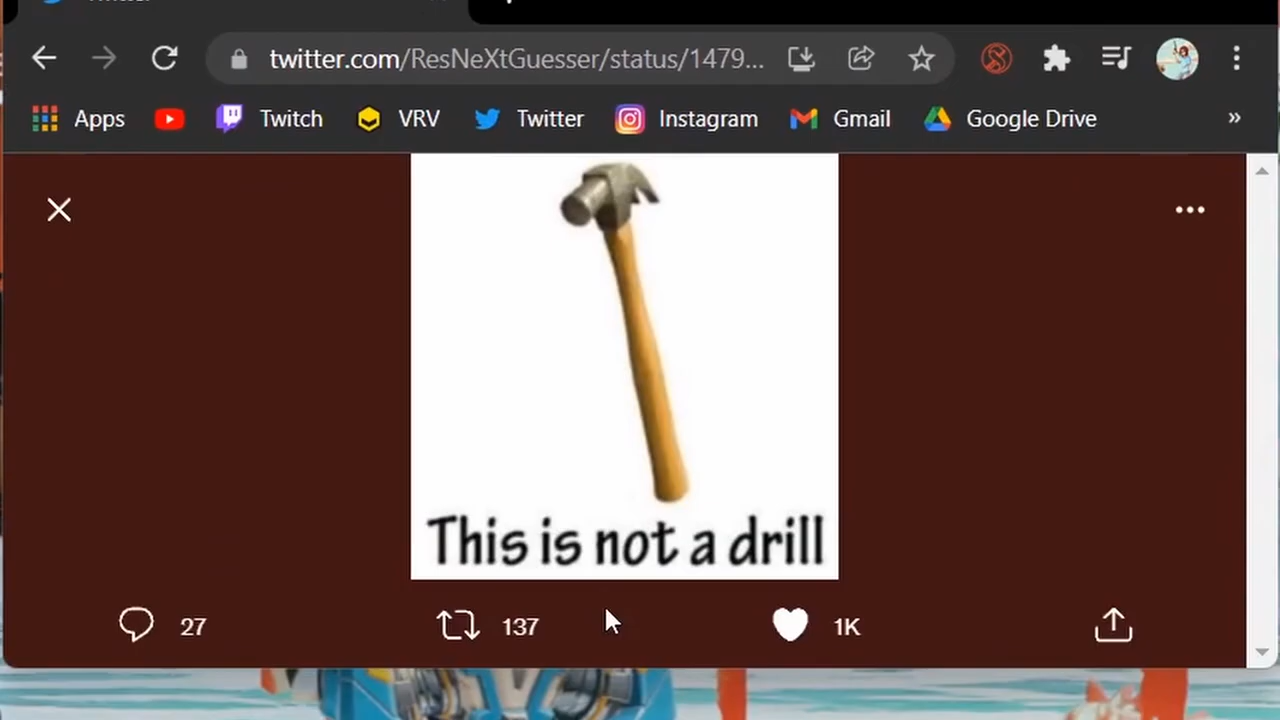 twitter.com/ResNeXtGuesser/status/1479...
Apps Twitch VRV Twitter Instagram Gmail Google Drive »
This is not a drill
27 137 1K